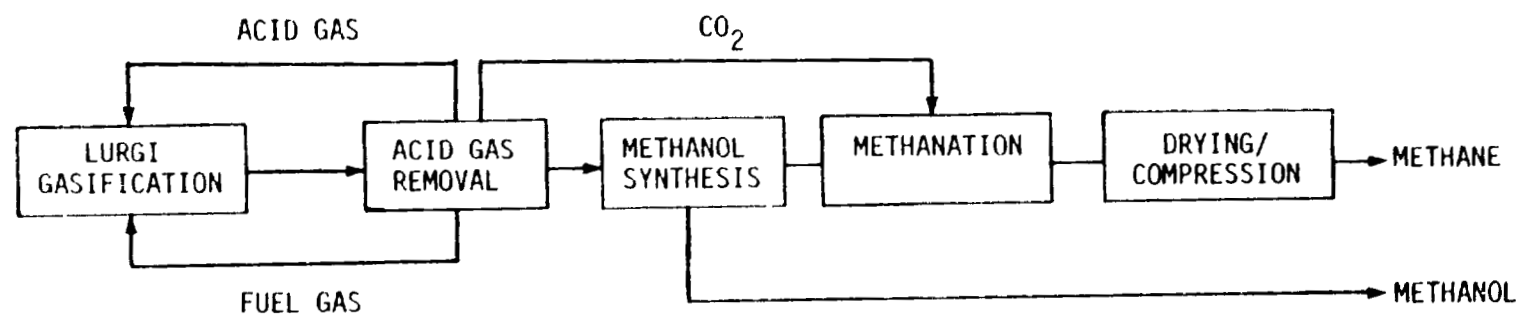 ACID GAS
CO2
LURGI
GASIFICATION
ACID GAS
REMOVAL
METHANOL
SYNTHESIS
METHANATION
DRYING/
COMPRESSION
METHANE
FUEL GAS
METHANOL